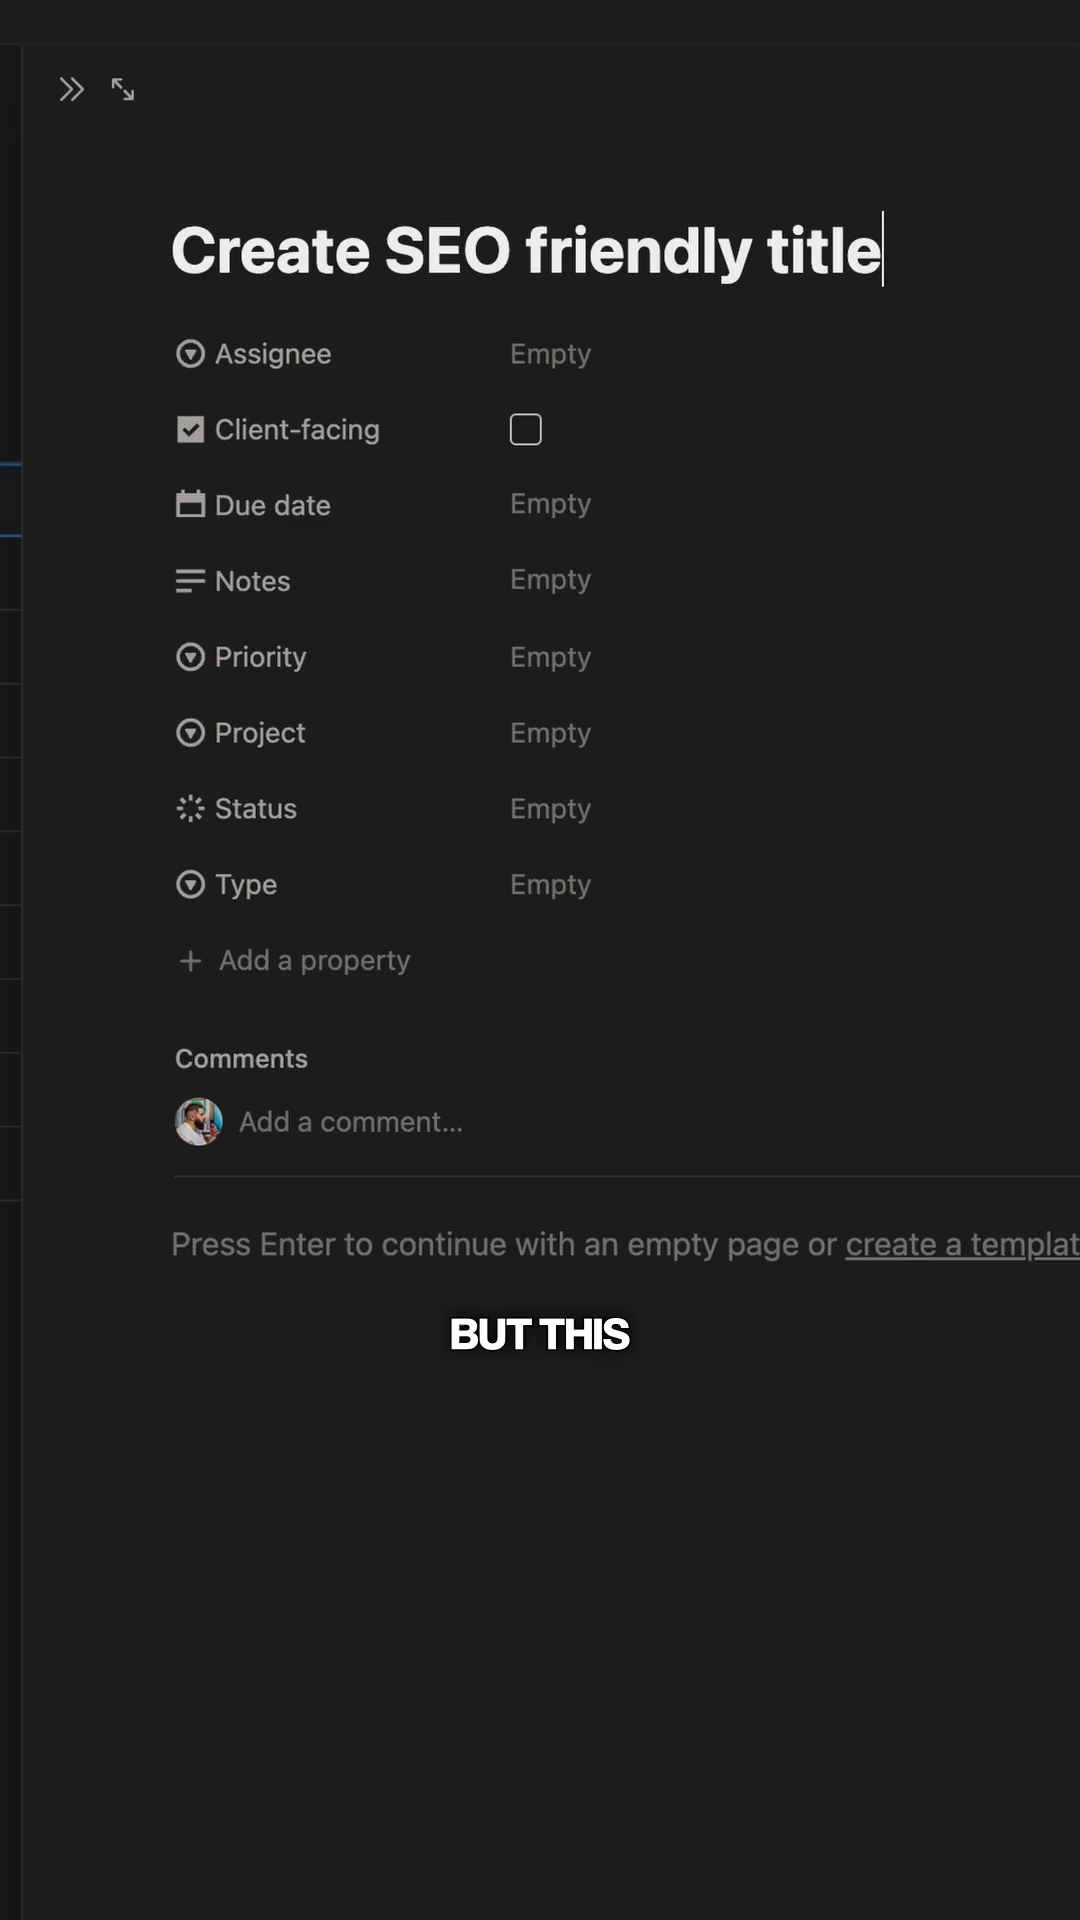 Create SEO friendly title
Assignee Empty
Client-facing
Due date Empty
Notes Empty
Priority Empty
Project Empty
Status Empty
Type Empty
+ Add a property
Comments
Add a comment...
Press Enter to continue with an empty page or create a templat
BUT THIS